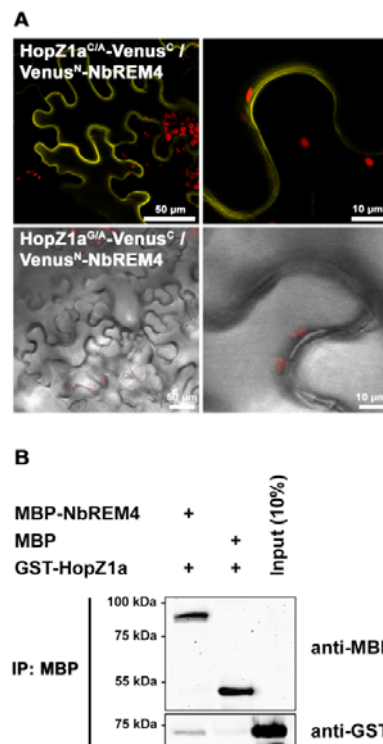 A
HopZ1a^C/A-Venus^C /
Venus^N-NbREM4
50 µm
10 µm
HopZ1a^G/A-Venus^C /
Venus^N-NbREM4
50 µm
10 µm
B
MBP-NbREM4 +
MBP +
GST-HopZ1a + +
Input (10%)
100 kDa
75 kDa
55 kDa
75 kDa
IP: MBP
anti-MBP
anti-GST